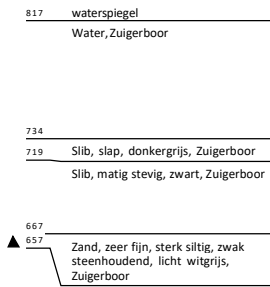 817 waterspiegel
Water, Zuigerboor
734
719 Slib, slap, donkergrijs, Zuigerboor
Slib, matig stevig, zwart, Zuigerboor
667
657
Zand, zeer fijn, sterk siltig, zwak
steenhoudend, licht witgrijs,
Zuigerboor